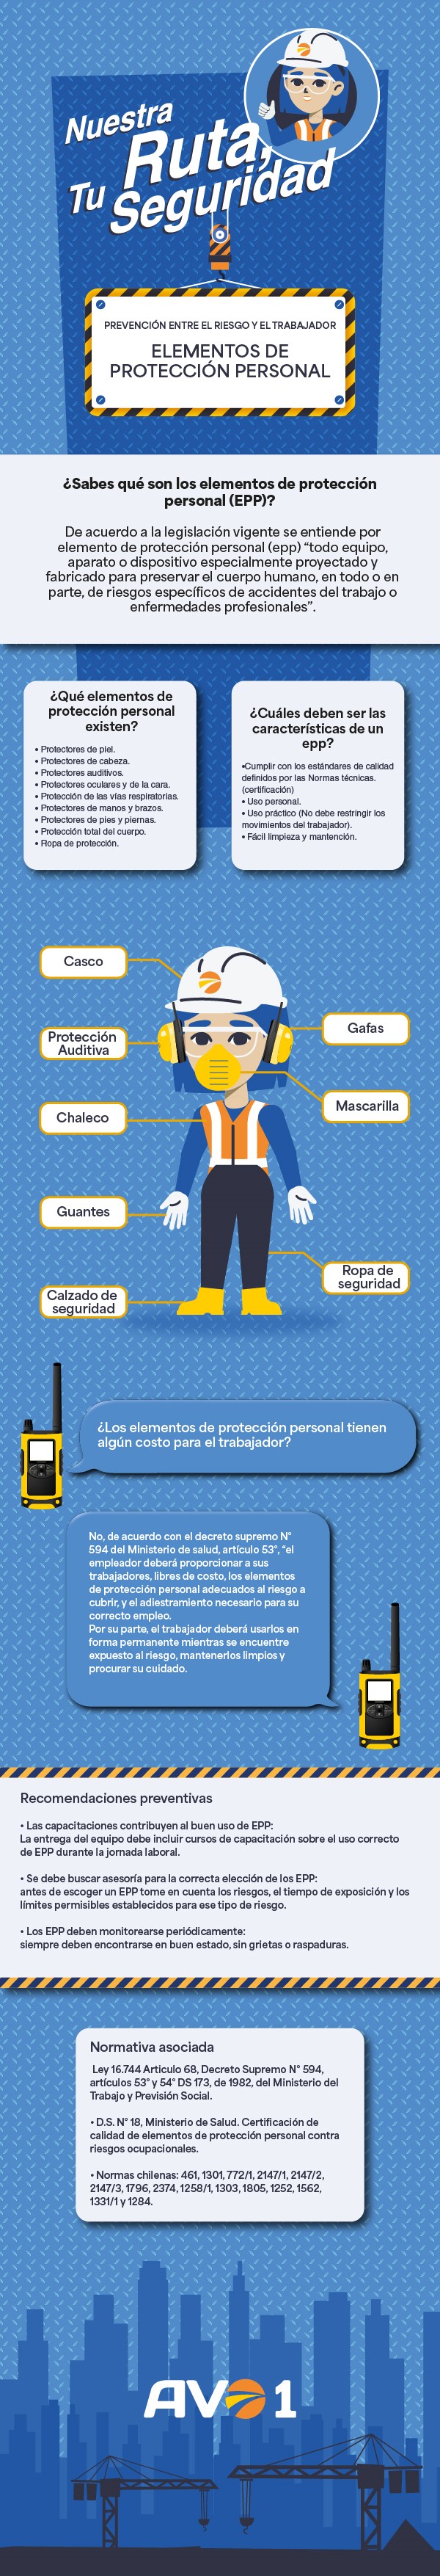 Nuestra
Ruta,
Tu Seguridad
PREVENCIÓN ENTRE EL RIESGO Y EL TRABAJADOR
ELEMENTOS DE
PROTECCIÓN PERSONAL
¿Sabes qué son los elementos de protección
personal (EPP)?
De acuerdo a la legislación vigente se entiende por
elemento de protección personal (epp) “todo equipo,
aparato o dispositivo especialmente proyectado y
fabricado para preservar el cuerpo humano, en todo o en
parte, de riesgos específicos de accidentes del trabajo o
enfermedades profesionales”.
¿Qué elementos de
protección personal
existen?
• Protectores de piel.
• Protectores de cabeza.
• Protectores auditivos.
• Protectores oculares y de la cara.
• Protección de las vías respiratorias.
• Protectores de manos y brazos.
• Protectores de pies y piernas.
• Protección total del cuerpo.
• Ropa de protección.
¿Cuáles deben ser las
características de un
epp?
•Cumplir con los estándares de calidad
definidos por las Normas técnicas.
(certificación)
• Uso personal.
• Uso práctico (No debe restringir los
movimientos del trabajador).
• Fácil limpieza y mantención.
Casco
Gafas
Protección
Auditiva
Mascarilla
Chaleco
Guantes
Ropa de
seguridad
Calzado de
seguridad
¿Los elementos de protección personal tienen
algún costo para el trabajador?
No, de acuerdo con el decreto supremo N°
594 del Ministerio de salud, artículo 53°, “el
empleador deberá proporcionar a sus
trabajadores, libres de costo, los elementos
de protección personal adecuados al riesgo a
cubrir, y el adiestramiento necesario para su
correcto empleo.
Por su parte, el trabajador deberá usarlos en
forma permanente mientras se encuentre
expuesto al riesgo, mantenerlos limpios y
procurar su cuidado.
Recomendaciones preventivas
• Las capacitaciones contribuyen al buen uso de EPP:
La entrega del equipo debe incluir cursos de capacitación sobre el uso correcto
de EPP durante la jornada laboral.
• Se debe buscar asesoría para la correcta elección de los EPP:
antes de escoger un EPP tome en cuenta los riesgos, el tiempo de exposición y los
límites permisibles establecidos para ese tipo de riesgo.
• Los EPP deben monitorearse periódicamente:
siempre deben encontrarse en buen estado, sin grietas o raspaduras.
Normativa asociada
Ley 16.744 Articulo 68, Decreto Supremo N° 594,
artículos 53° y 54° DS 173, de 1982, del Ministerio del
Trabajo y Previsión Social.
• D.S. N° 18, Ministerio de Salud. Certificación de
calidad de elementos de protección personal contra
riesgos ocupacionales.
• Normas chilenas: 461, 1301, 772/1, 2147/1, 2147/2,
2147/3, 1796, 2374, 1258/1, 1303, 1805, 1252, 1562,
1331/1 y 1284.
AVO 1